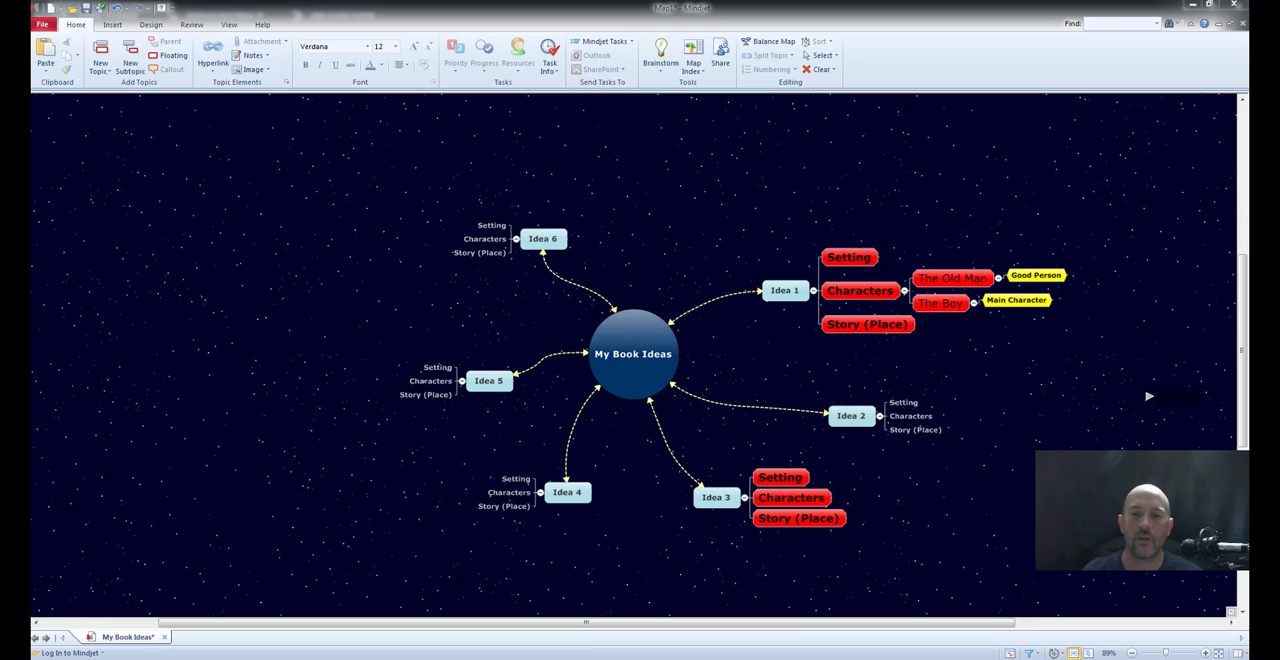 Map1* - Mindjet
File Home Insert Design Review View Help Find:
Paste
Clipboard
New Topic New Subtopic Parent Floating Callout
Add Topics
Hyperlink Attachment Notes Image
Topic Elements
Verdana 12
B I U abc A
Font
Priority Progress Resources Task Info
Tasks
Mindjet Tasks Outlook SharePoint
Send Tasks To
Brainstorm Map Index Share
Tools
Balance Map Split Topic Numbering Sort Select Clear
Editing
Setting
Characters
Story (Place)
Idea 6
Idea 1
Setting
Characters
Story (Place)
The Old Man
Good Person
The Boy
Main Character
My Book Ideas
Setting
Characters
Story (Place)
Idea 5
Idea 2
Setting
Characters
Story (Place)
Setting
Characters
Story (Place)
Idea 4
Idea 3
Setting
Characters
Story (Place)
My Book Ideas*
Log In to Mindjet
89%